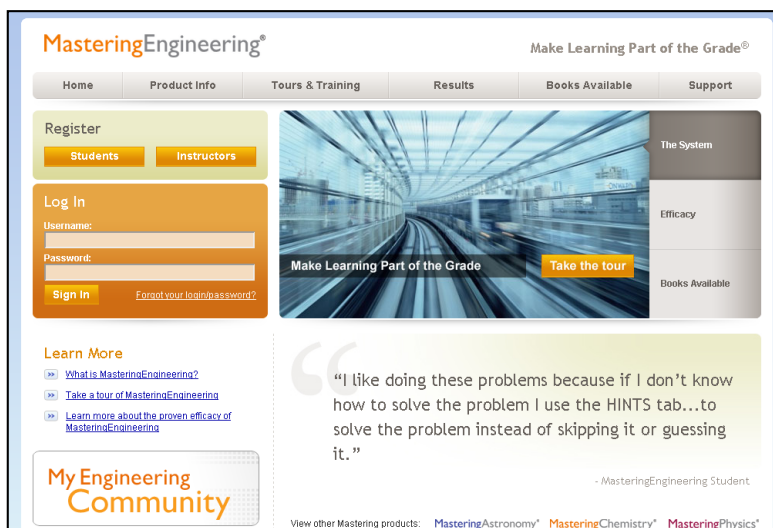 MasteringEngineering®
Make Learning Part of the Grade®
Home Product Info Tours & Training Results Books Available Support
Register
Students Instructors
Log In
Username:
Password:
Sign In Forgot your login/password?
Make Learning Part of the Grade Take the tour
The System
Efficacy
Books Available
Learn More
What is MasteringEngineering?
Take a tour of MasteringEngineering
Learn more about the proven efficacy of
MasteringEngineering
My Engineering
Community
“I like doing these problems because if I don’t know
how to solve the problem I use the HINTS tab...to
solve the problem instead of skipping it or guessing
it.”
- MasteringEngineering Student
View other Mastering products: MasteringAstronomy® MasteringChemistry® MasteringPhysics®